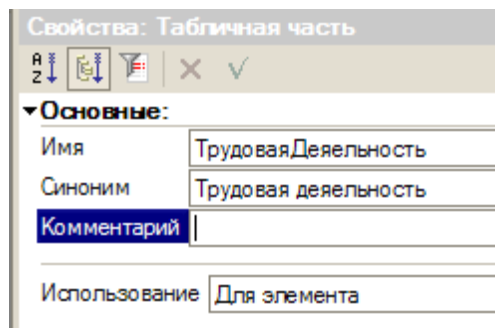 Свойства: Табличная часть
Основные:
Имя ТрудоваяДеяельность
Синоним Трудовая деяельность
Комментарий
Использование Для элемента